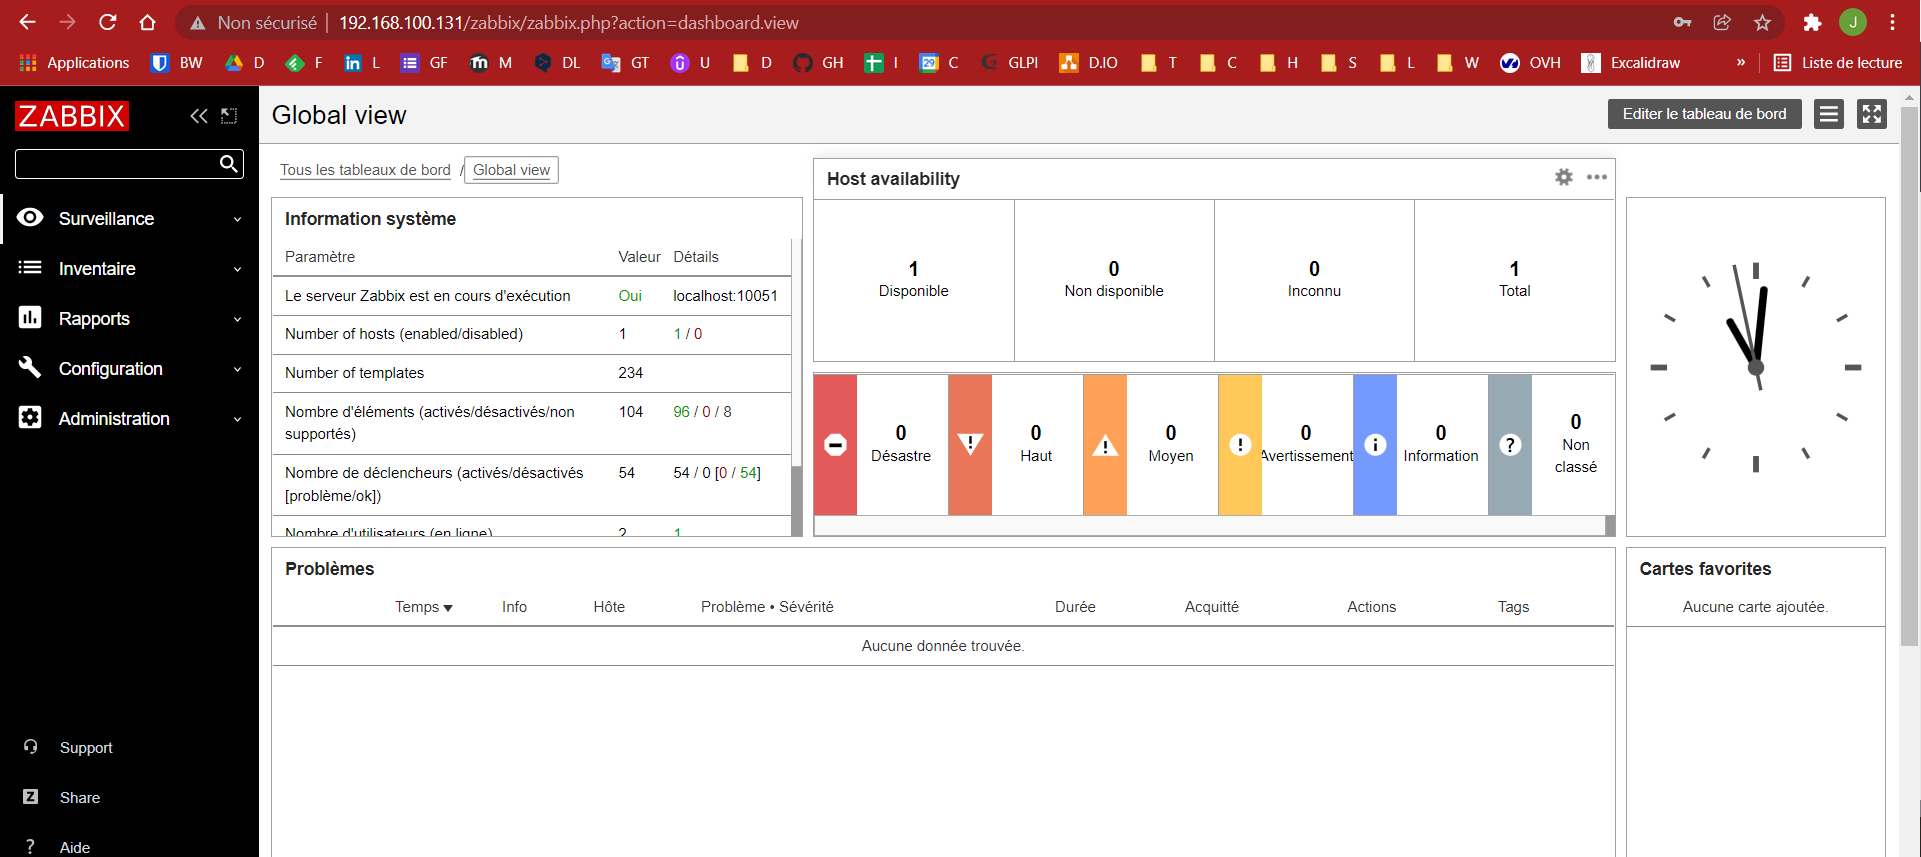 Non sécurisé | 192.168.100.131/zabbix/zabbix.php?action=dashboard.view
J
Applications BW D F L GF M DL GT U D GH I C GLPI D.IO T C H S L W OVH Excalidraw » Liste de lecture
ZABBIX
Global view
Editer le tableau de bord
Tous les tableaux de bord / Global view
Surveillance
Inventaire
Rapports
Configuration
Administration
Support
Share
Aide
Information système
Paramètre Valeur Détails
Le serveur Zabbix est en cours d'exécution Oui localhost:10051
Number of hosts (enabled/disabled) 1 1 / 0
Number of templates 234
Nombre d'éléments (activés/désactivés/non 104 96 / 0 / 8
supportés)
Nombre de déclencheurs (activés/désactivés 54 54 / 0 [0 / 54]
[problème/ok])
Nombre d'utilisateurs (en ligne) 2 1
Host availability
1 0 0 1
Disponible Non disponible Inconnu Total
0 0 0 0 0 0
Désastre Haut Moyen Avertissement Information Non
classé
Problèmes
Temps Info Hôte Problème • Sévérité Durée Acquitté Actions Tags
Aucune donnée trouvée.
Cartes favorites
Aucune carte ajoutée.